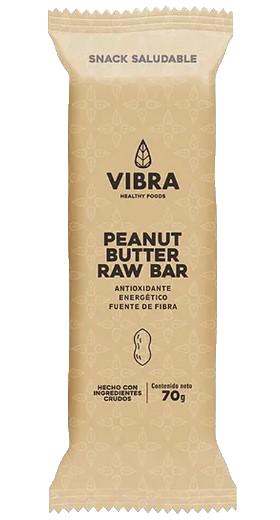 SNACK SALUDABLE
VIBRA
HEALTHY FOODS
PEANUT
BUTTER
RAW BAR
ANTIOXIDANTE
ENERGÉTICO
FUENTE DE FIBRA
HECHO CON
INGREDIENTES
CRUDOS
Contenido neto
70g